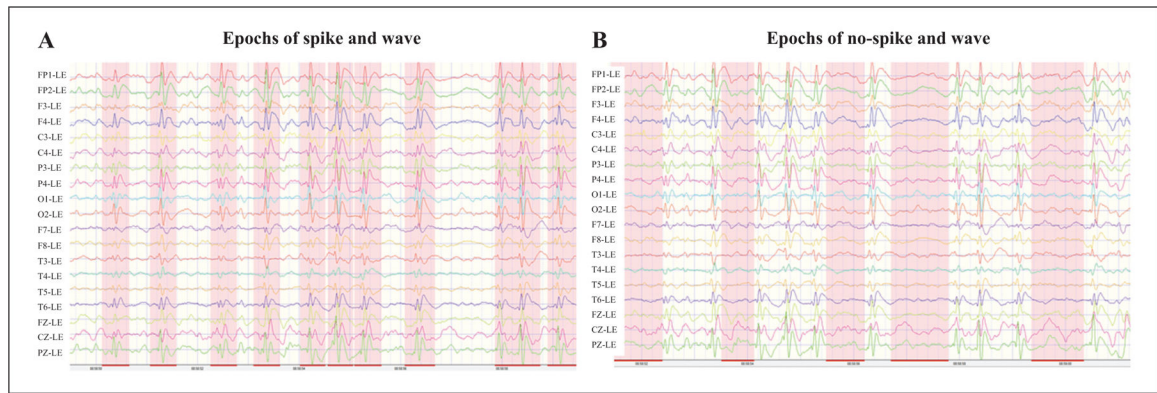 A
Epochs of spike and wave
FP1-LE
FP2-LE
F3-LE
F4-LE
C3-LE
C4-LE
P3-LE
P4-LE
O1-LE
O2-LE
F7-LE
F8-LE
T3-LE
T4-LE
T5-LE
T6-LE
FZ-LE
CZ-LE
PZ-LE
B
Epochs of no-spike and wave
FP1-LE
FP2-LE
F3-LE
F4-LE
C3-LE
C4-LE
P3-LE
P4-LE
O1-LE
O2-LE
F7-LE
F8-LE
T3-LE
T4-LE
T5-LE
T6-LE
FZ-LE
CZ-LE
PZ-LE